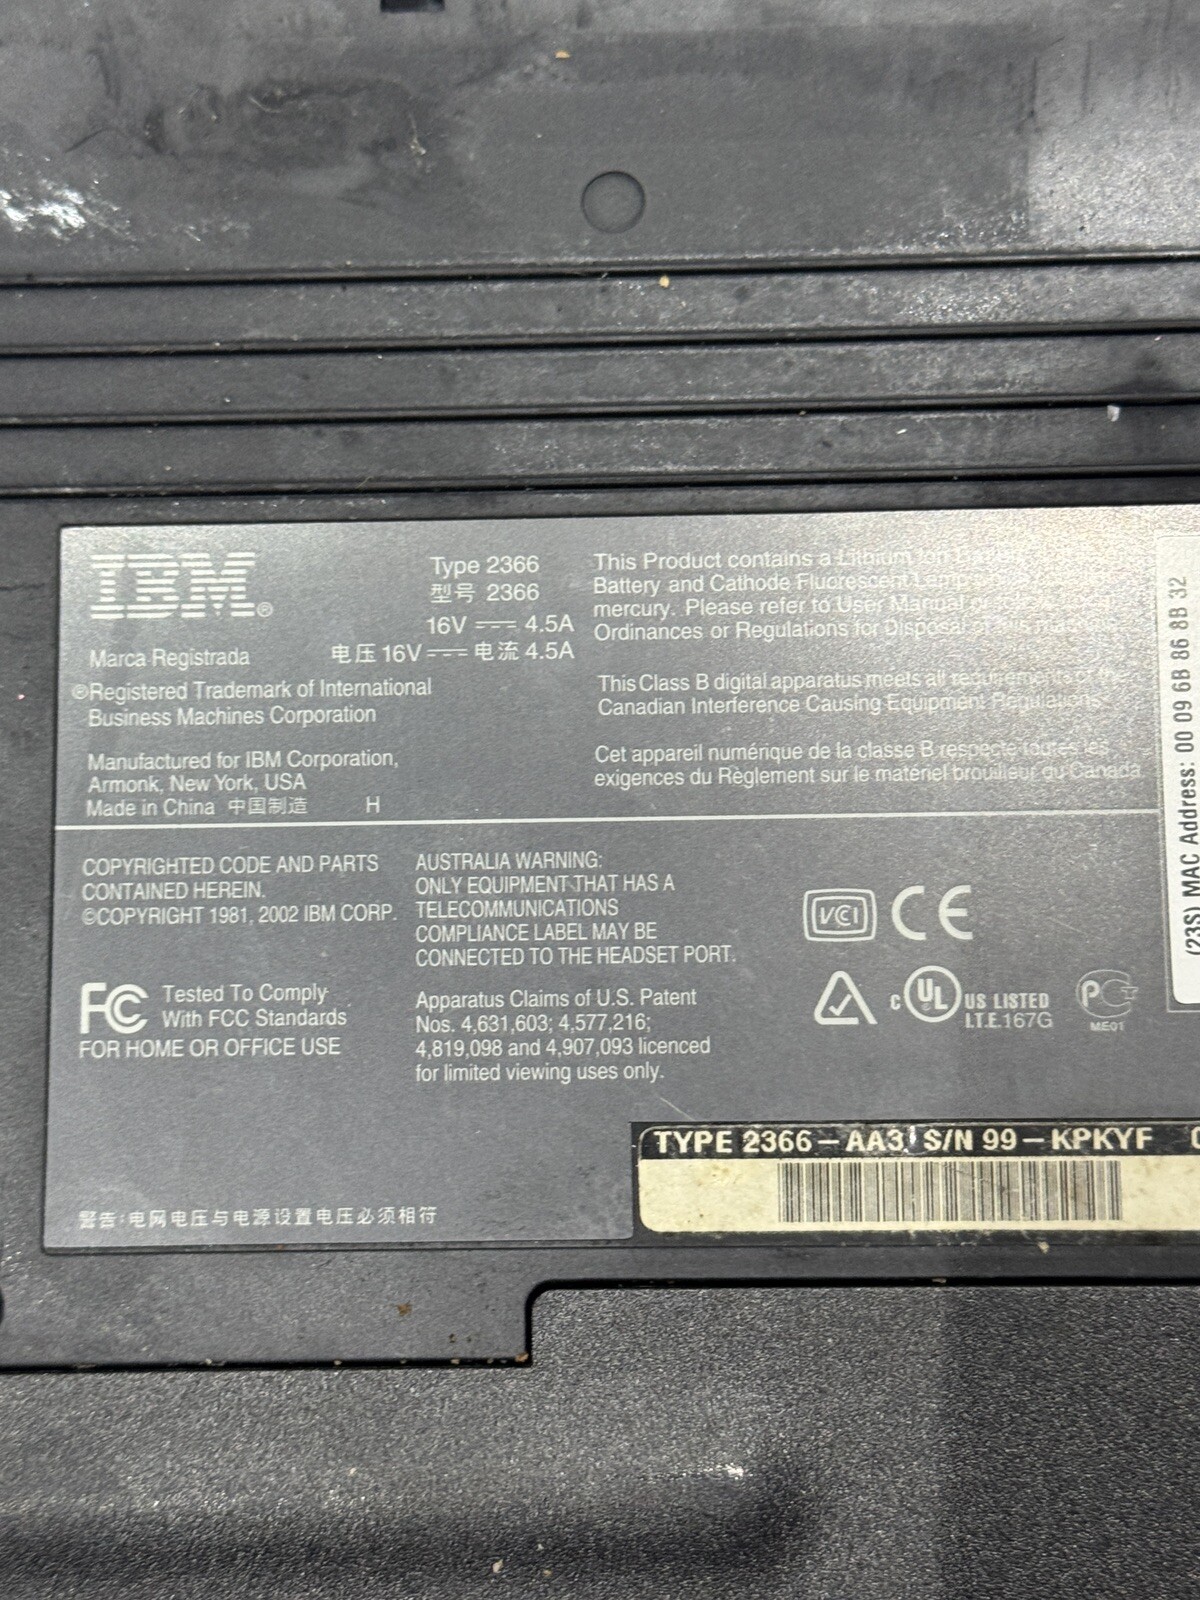 IBM®
Type 2366
型号 2366
16V 4.5A
Marca Registrada
电压 16V 电流 4.5A
®Registered Trademark of International
Business Machines Corporation
Manufactured for IBM Corporation,
Armonk, New York, USA
Made in China 中国制造 H
This Product contains a Lithium Ion
Battery and Cathode Fluorescent Lamp
mercury. Please refer to User Manual or
Ordinances or Regulations for Disposal of this
This Class B digital apparatus meets all requirements of the
Canadian Interference Causing Equipment Regulations.
Cet appareil numérique de la classe B respecte toutes les
exigences du Règlement sur le matériel brouilleur du Canada.
COPYRIGHTED CODE AND PARTS
CONTAINED HEREIN.
©COPYRIGHT 1981, 2002 IBM CORP.
FC Tested To Comply
With FCC Standards
FOR HOME OR OFFICE USE
AUSTRALIA WARNING:
ONLY EQUIPMENT THAT HAS A
TELECOMMUNICATIONS
COMPLIANCE LABEL MAY BE
CONNECTED TO THE HEADSET PORT.
Apparatus Claims of U.S. Patent
Nos. 4,631,603; 4,577,216;
4,819,098 and 4,907,093 licenced
for limited viewing uses only.
VCI CE
C UL US LISTED
I.T.E.167G
PCT
ME01
警告:电网电压与电源设置电压必须相符
TYPE 2366-AA3 S/N 99-KPKYF
(23S) MAC Address: 00 09 6B 86 8B 32